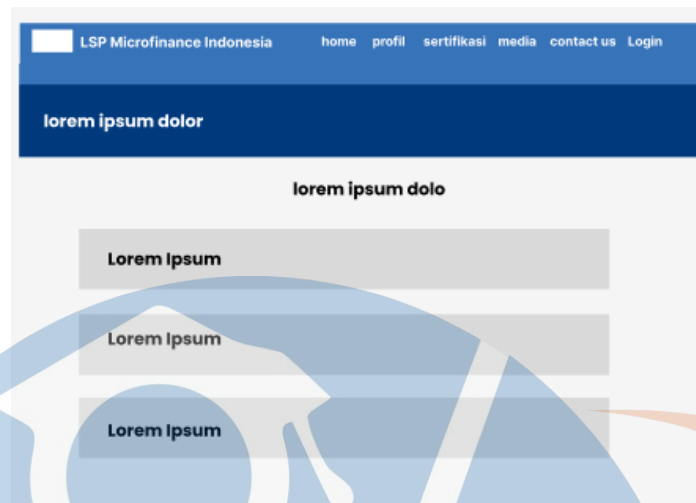 LSP Microfinance Indonesia home profil sertifikasi media contact us Login
lorem ipsum dolor
lorem ipsum dolo
Lorem Ipsum
Lorem Ipsum
Lorem Ipsum